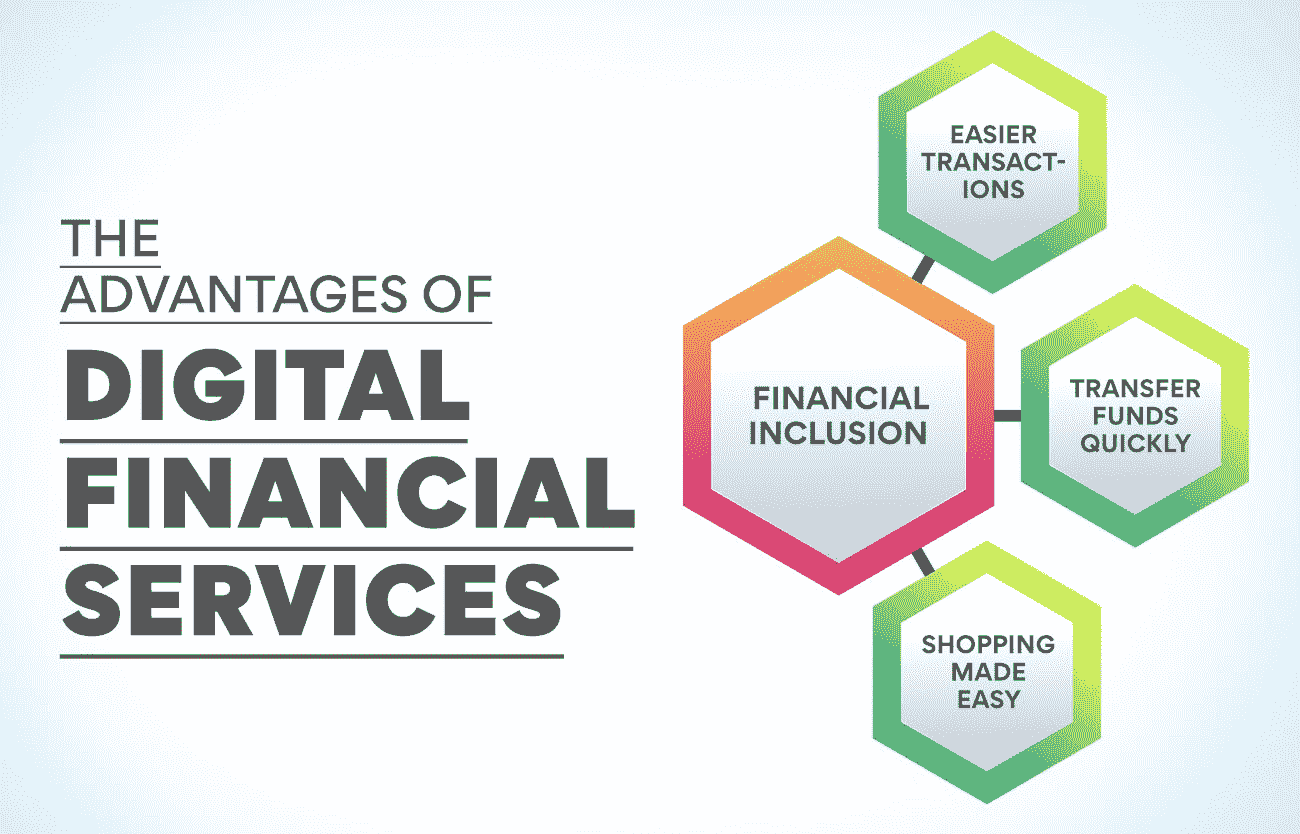 THE
ADVANTAGES OF
DIGITAL
FINANCIAL
SERVICES
FINANCIAL
INCLUSION
EASIER
TRANSACT-
IONS
TRANSFER
FUNDS
QUICKLY
SHOPPING
MADE
EASY